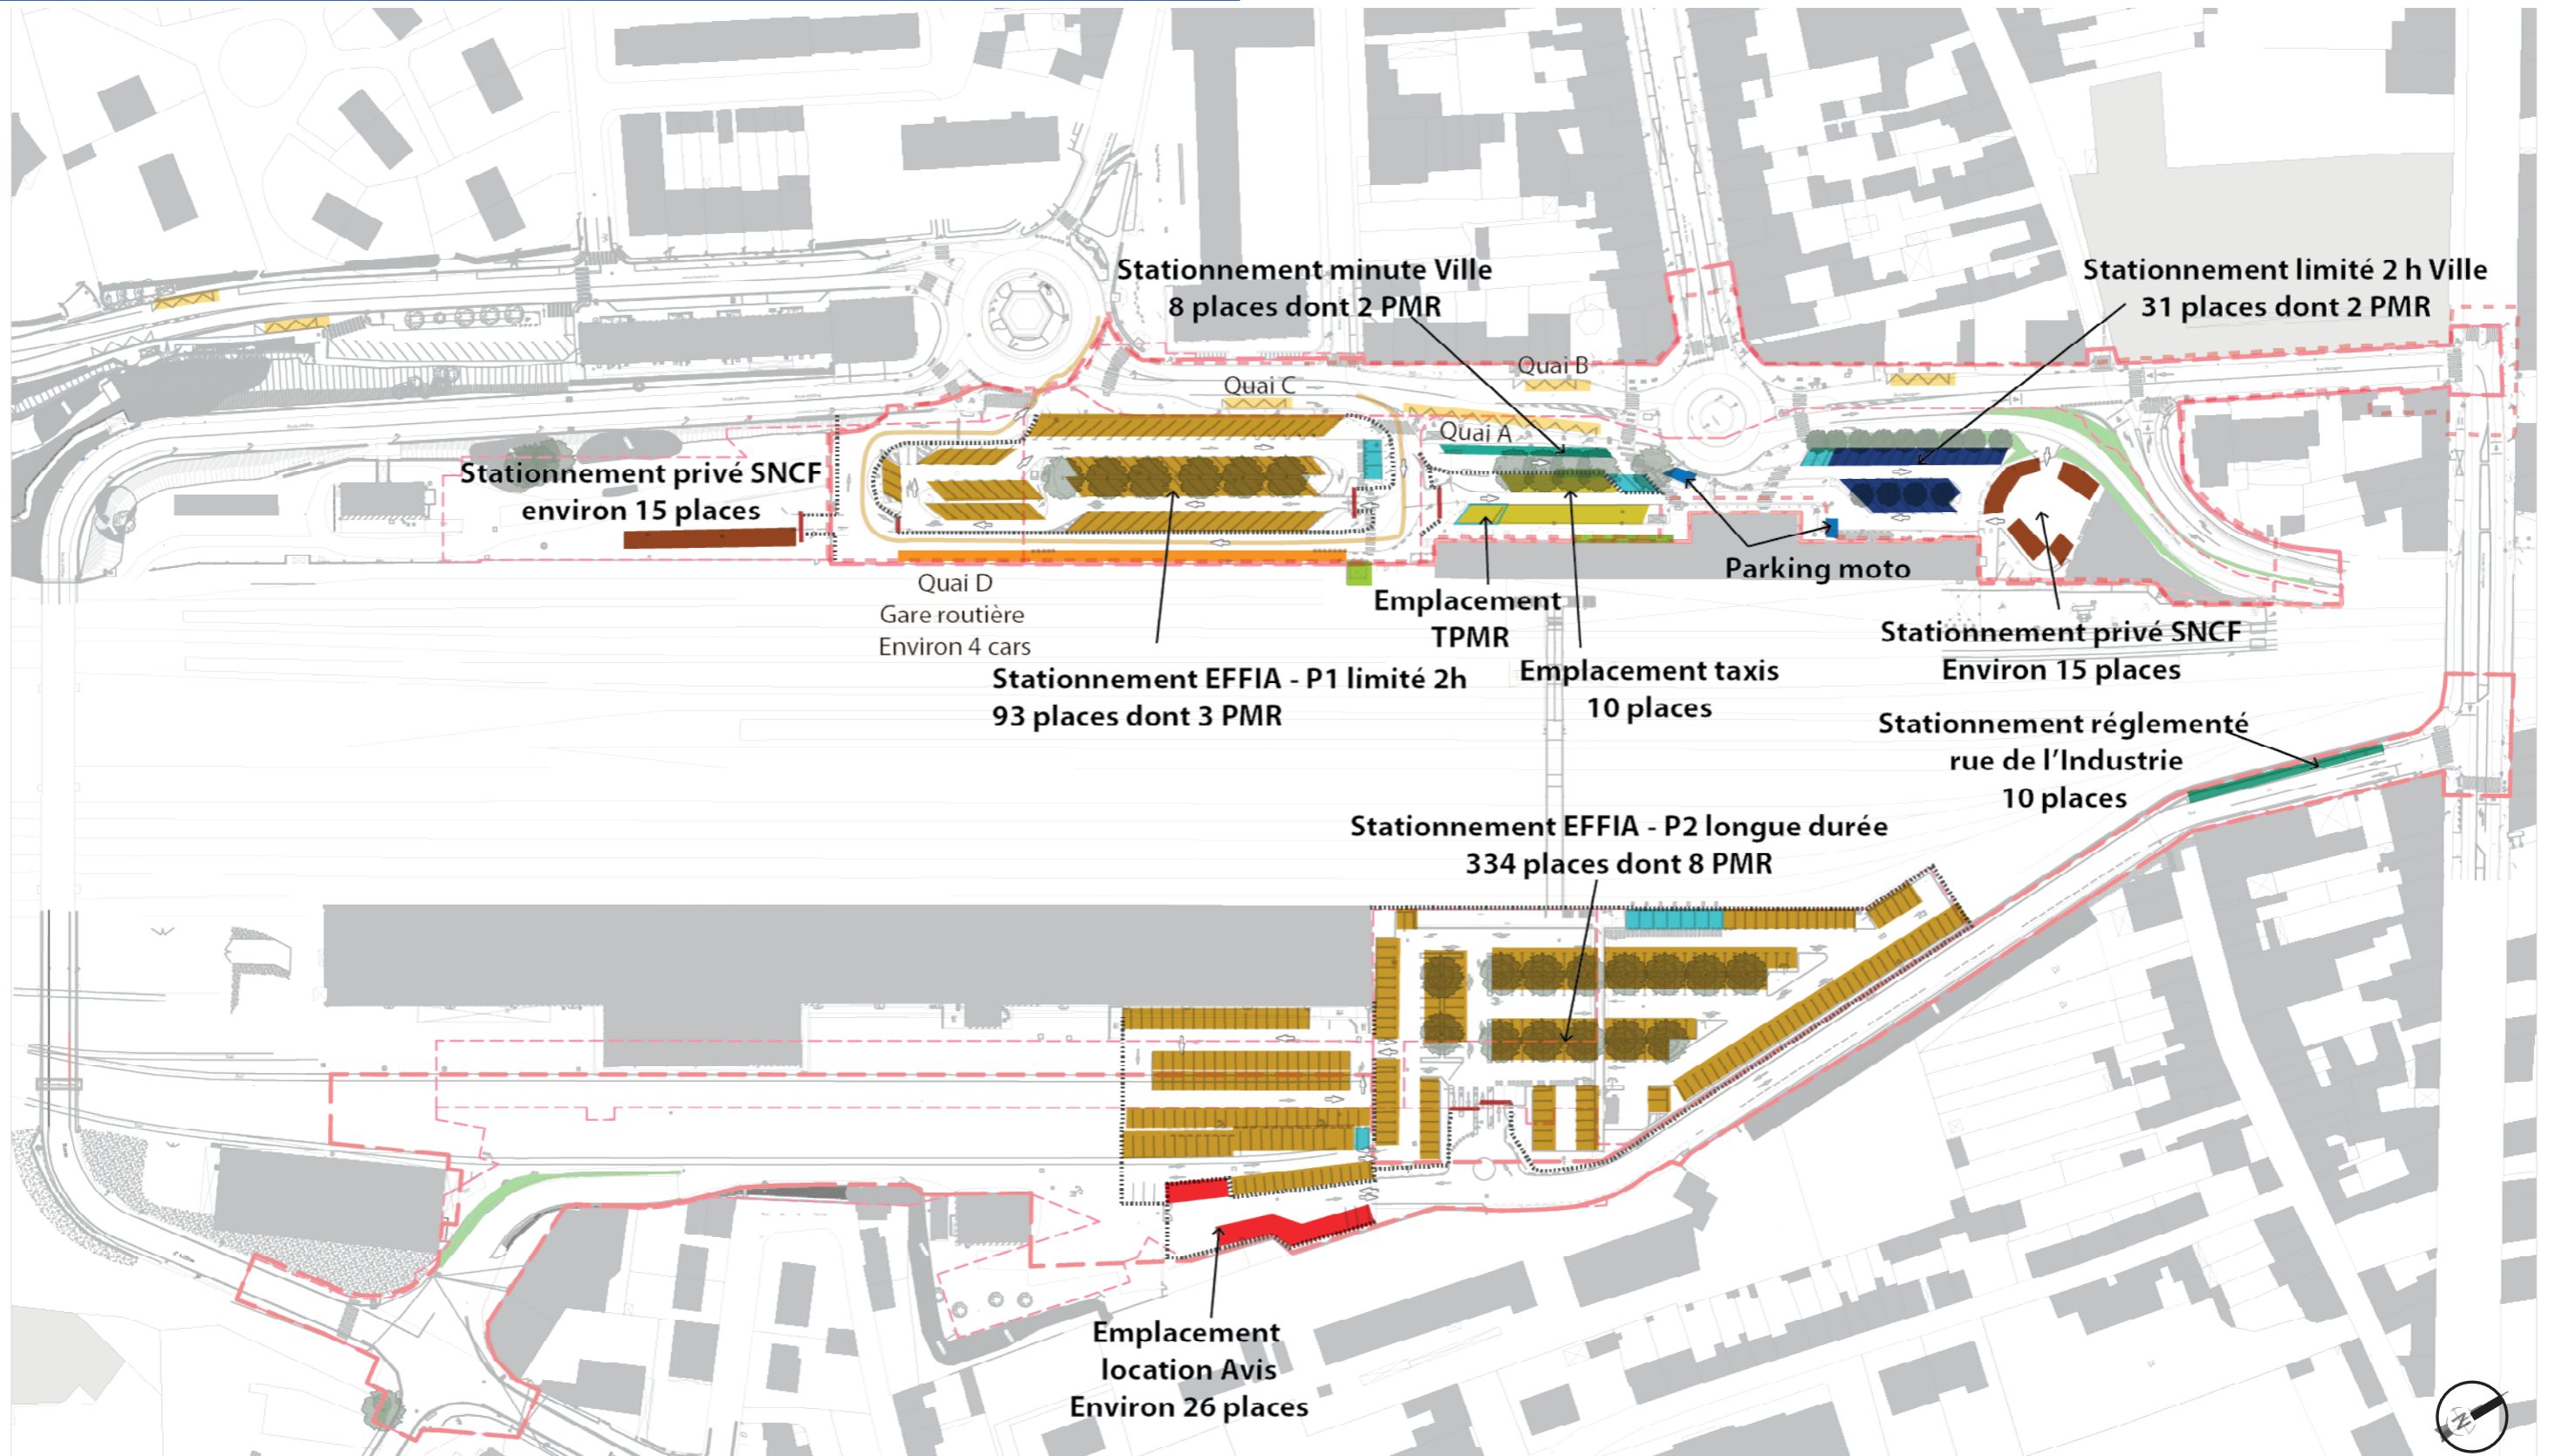 Stationnement minute Ville
8 places dont 2 PMR
Stationnement limité 2 h Ville
31 places dont 2 PMR
Quai B
Quai C
Quai A
Stationnement privé SNCF
environ 15 places
Parking moto
Quai D
Gare routière
Environ 4 cars
Emplacement
TPMR
Stationnement privé SNCF
Environ 15 places
Stationnement EFFIA - P1 limité 2h
93 places dont 3 PMR
Emplacement taxis
10 places
Stationnement réglementé
rue de l'Industrie
10 places
Stationnement EFFIA - P2 longue durée
334 places dont 8 PMR
Emplacement
location Avis
Environ 26 places
N